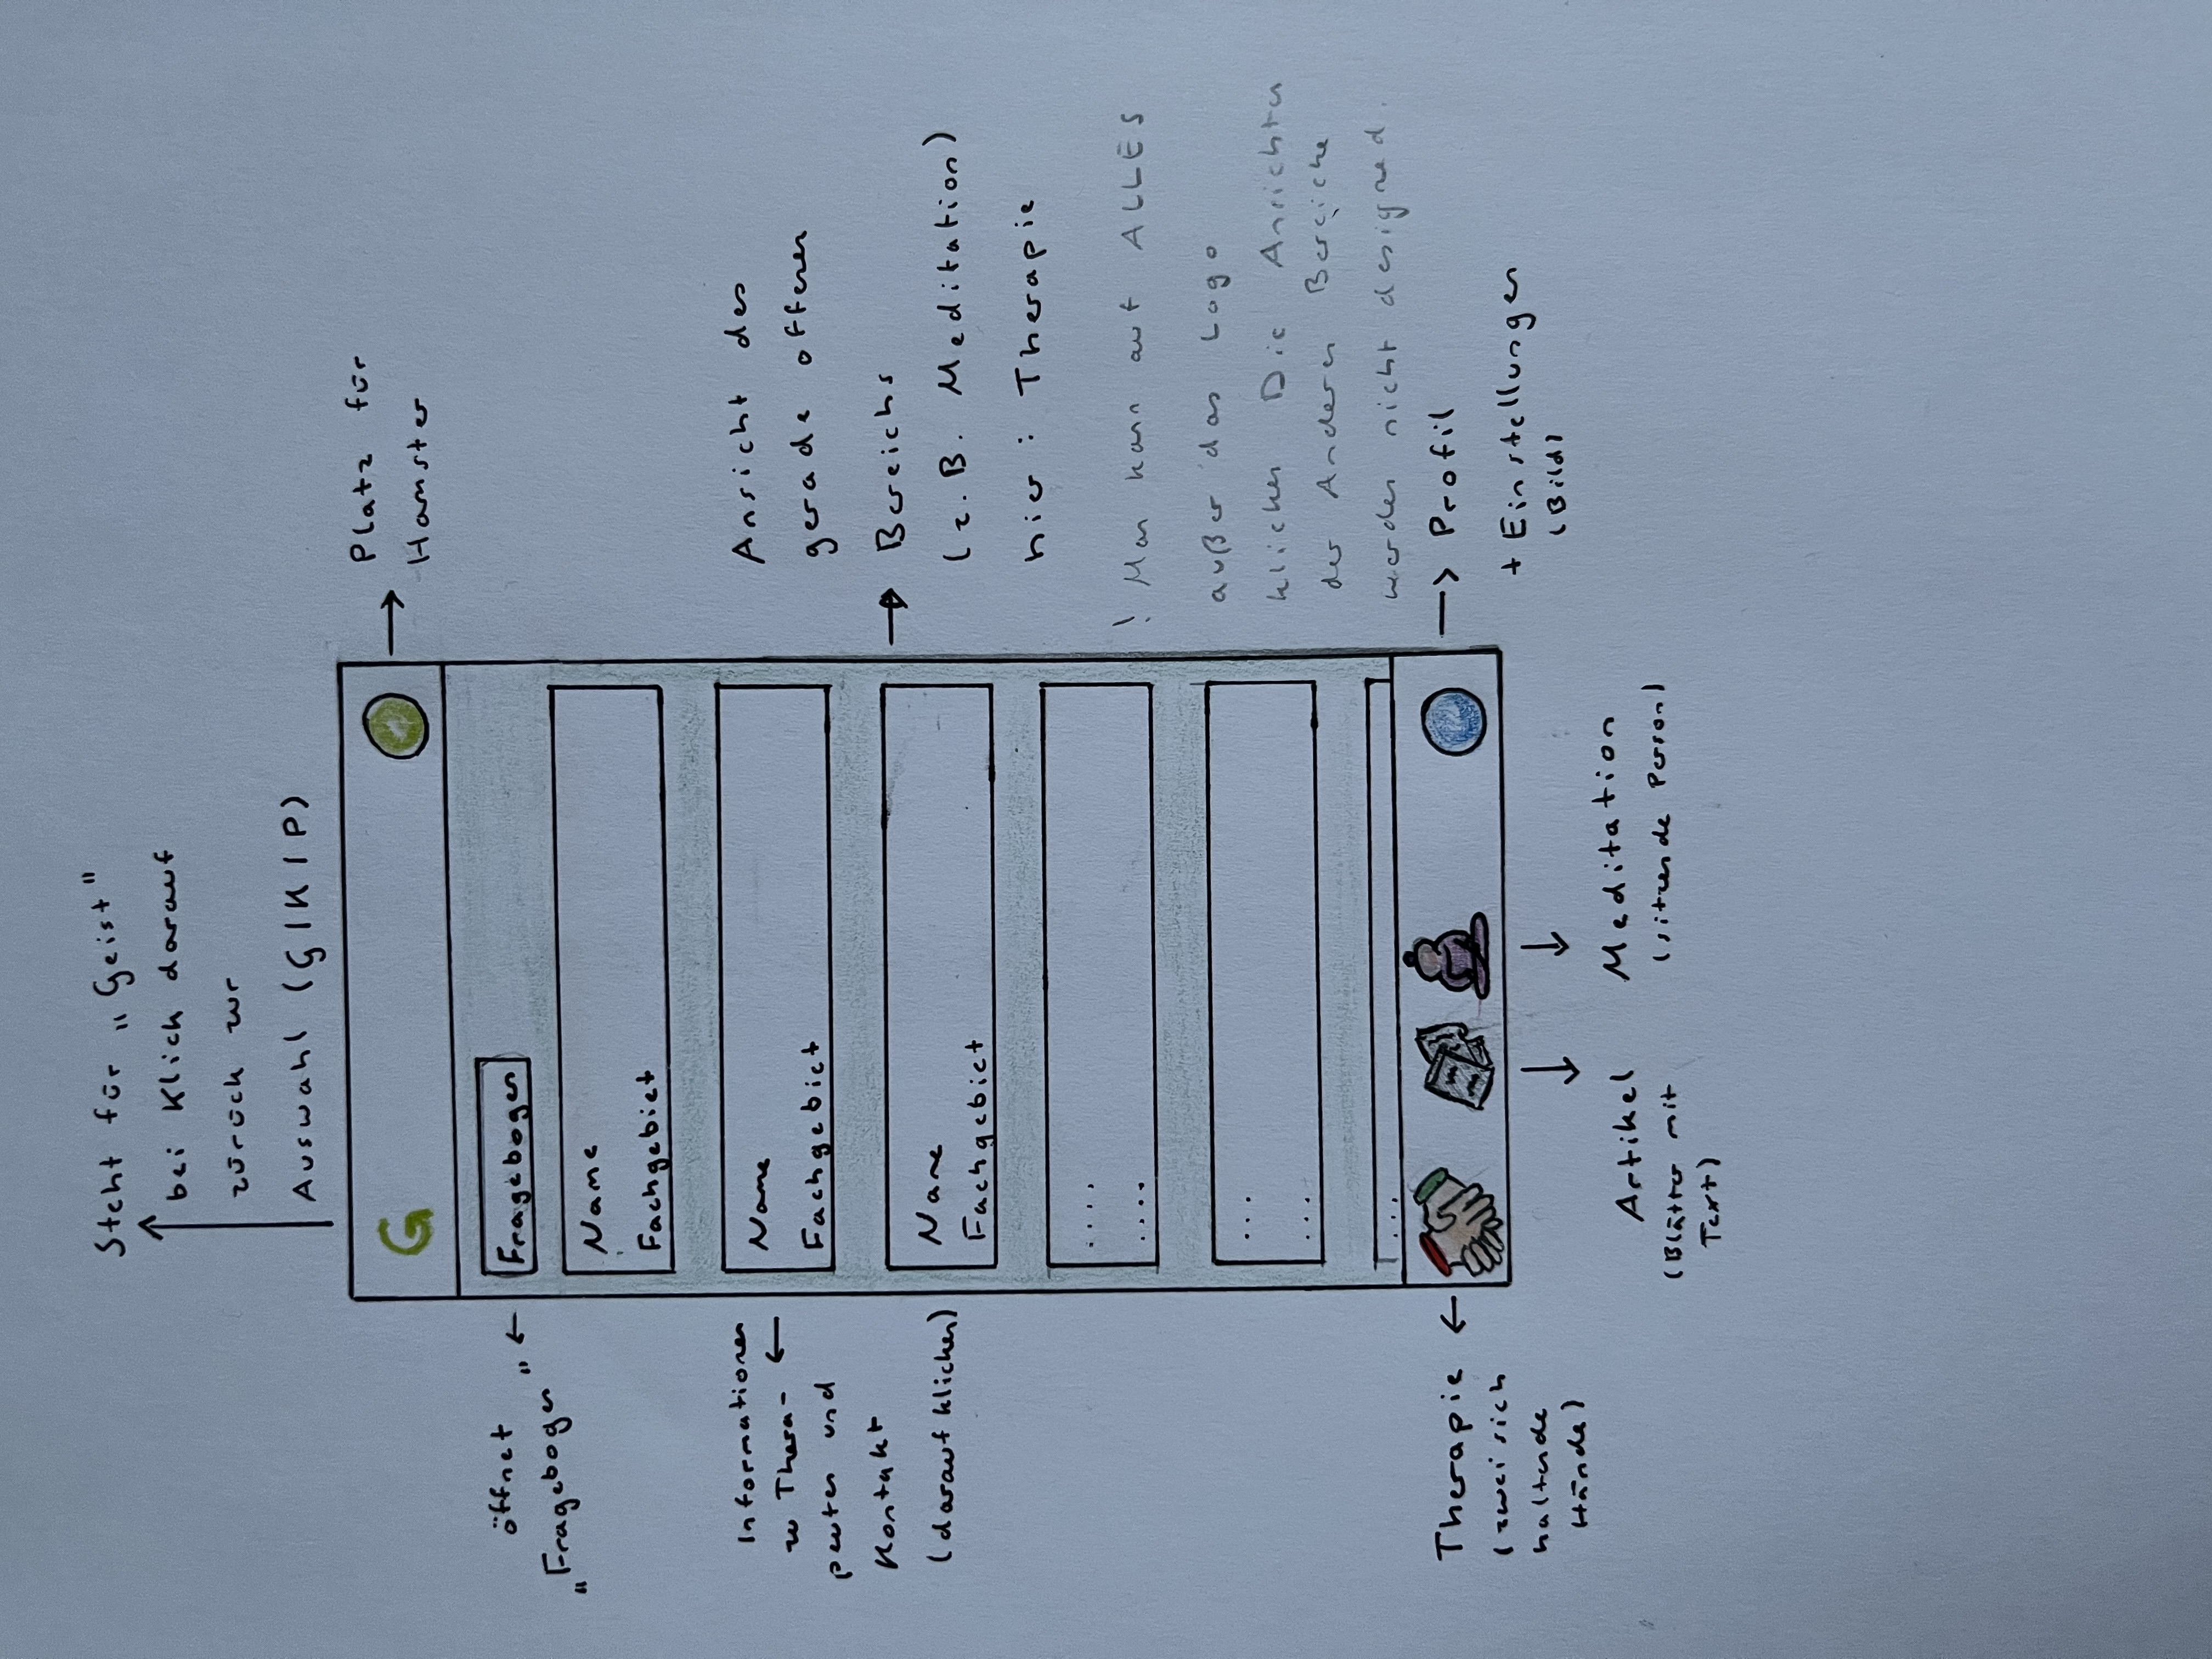 Steht für „Geist"
bei Klick darauf
zürück zur
Auswahl (G|K|P)
G
Platz für
Hamster
öffnet
„Fragebogen"
Fragebogen
Name
Fachgebiet
Name
Fachgebiet
Name
Fachgebiet
....
....
...
...
...
Informationen
zu Thera-
peuten und
Kontakt
(darauf klicken)
Ansicht des
gerade offenen
Bereichs
(z.B. Meditation)
hier: Therapie
! Man kann auf ALLES
außer das Logo
klicken Die Ansichten
der Anderen Bereiche
werden nicht designed.
Therapie
(zwei sich
haltende
Hände)
Artikel
(Blätter mit
Text)
Meditation
(sitzende Person)
Profil
+ Einstellungen
(Bild)